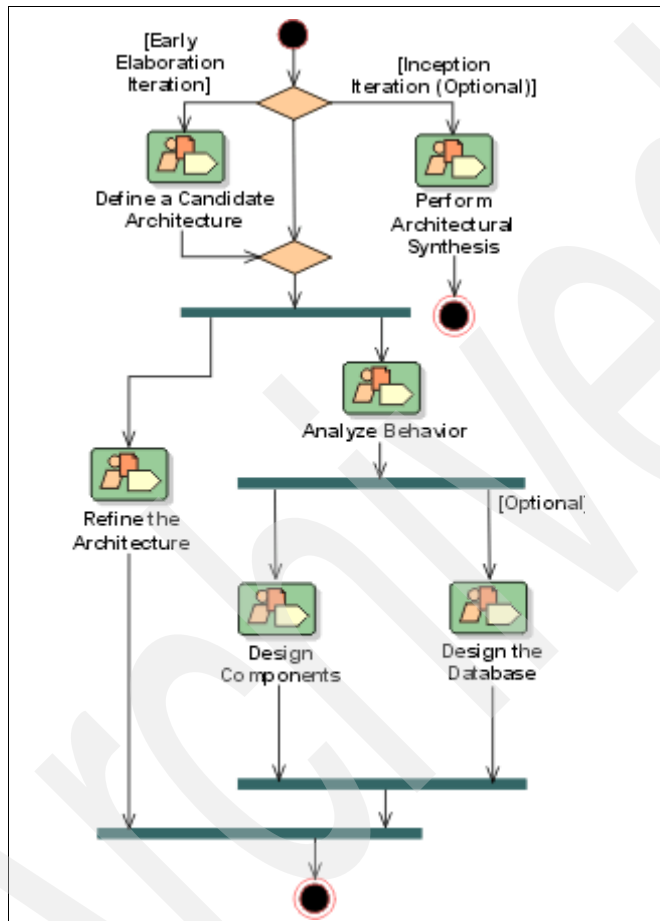 [Early
Elaboration
Iteration]
[Inception
Iteration (Optional)]
Define a Candidate
Architecture
Perform
Architectural
Synthesis
Analyze Behavior
[Optional]
Refine the
Architecture
Design
Components
Design the
Database
Archived